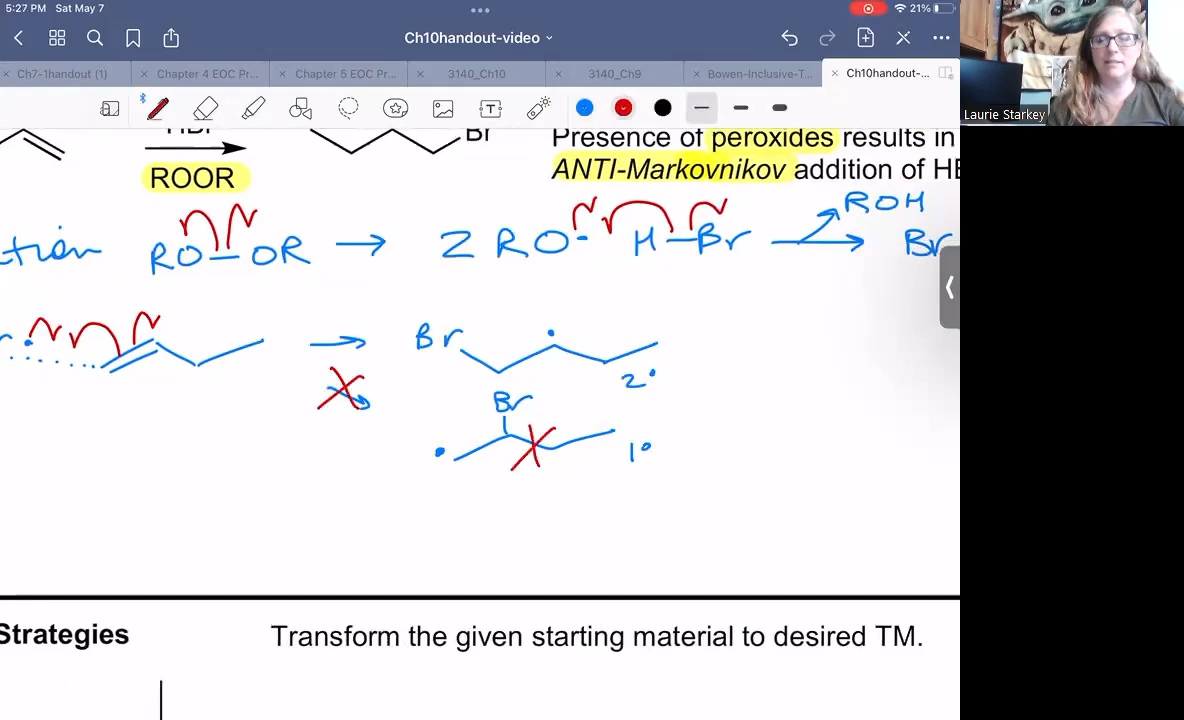 5:27 PM Sat May 7
21%
Ch10handout-video
Ch7-1handout (1)
Chapter 4 EOC Pr...
Chapter 5 EOC Pr...
3140_Ch10
3140_Ch9
Bowen-Inclusive-T...
Ch10handout-...
Laurie Starkey
HBr
ROOR
Br
Presence of peroxides results in
ANTI-Markovnikov addition of HB
ction RO–OR → 2 RO· H–Br → Br
ROH
r· → Br · 2°
Br
· 1°
Strategies
Transform the given starting material to desired TM.